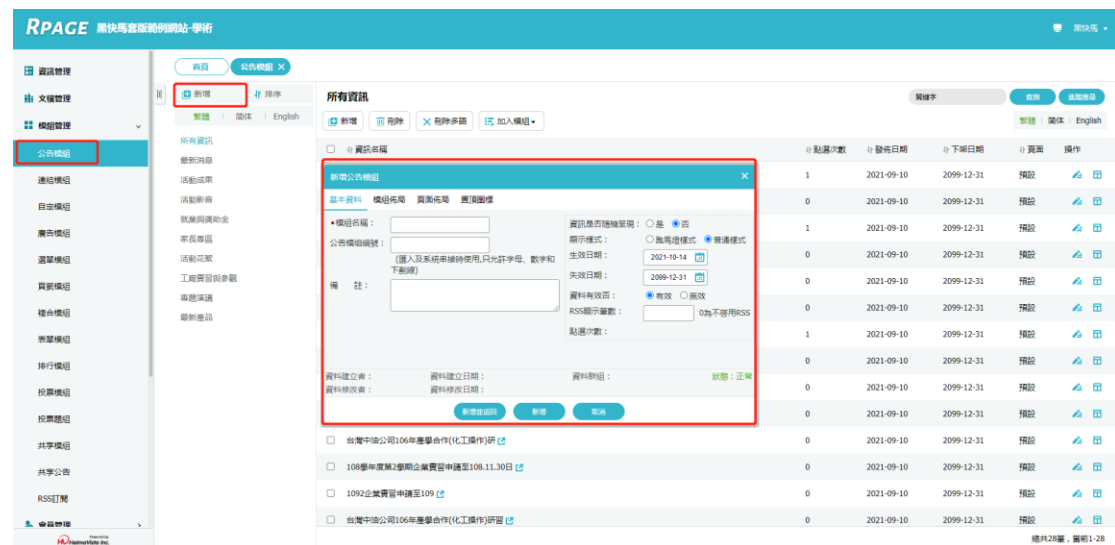 RPAGE 黑快馬套版範例網站-學術
黑快馬
資訊管理
文檔管理
模組管理
公告模組
連結模組
自定模組
廣告模組
選單模組
頁籤模組
複合模組
表單模組
排行模組
投票模組
投票題組
共享模組
共享公告
RSS訂閱
會員管理
Powered by
HeimaVista Inc.
首頁
公告模組
新增 排序
繁體 | 简体 | English
所有資訊
最新消息
活動成果
活動影音
就業與獎助金
家長專區
活動花絮
工廠實習與參觀
專題演講
最新產品
所有資訊
關鍵字 查詢 進階搜尋
新增 刪除 刪除多語 加入模組
繁體 | 简体 | English
資訊名稱 點選次數 發佈日期 下架日期 頁面 操作
1 2021-09-10 2099-12-31 預設
0 2021-09-10 2099-12-31 預設
1 2021-09-10 2099-12-31 預設
0 2021-09-10 2099-12-31 預設
0 2021-09-10 2099-12-31 預設
0 2021-09-10 2099-12-31 預設
1 2021-09-10 2099-12-31 預設
0 2021-09-10 2099-12-31 預設
0 2021-09-10 2099-12-31 預設
0 2021-09-10 2099-12-31 預設
台灣中油公司106年產學合作(化工操作)研 0 2021-09-10 2099-12-31 預設
108學年度第2學期企業實習申請至108.11.30日 0 2021-09-10 2099-12-31 預設
1092企業實習申請至109 0 2021-09-10 2099-12-31 預設
台灣中油公司106年產學合作(化工操作)研習 0 2021-09-10 2099-12-31 預設
總共28筆,當前1-28
新增公告模組
基本資料 模組佈局 頁面佈局 置頂圖標
•模組名稱:
公告模組編號:
(匯入及系統串接時使用,只允許字母、數字和
下劃線)
備 註:
資訊是否隨機呈現: 是 否
顯示樣式: 跑馬燈樣式 普通樣式
生效日期: 2021-10-14
失效日期: 2099-12-31
資料有效否: 有效 無效
RSS顯示筆數: 0為不啓用RSS
點選次數:
資料建立者: 資料建立日期: 資料群組: 狀態:正常
資料修改者: 資料修改日期:
新增並返回 新增 取消